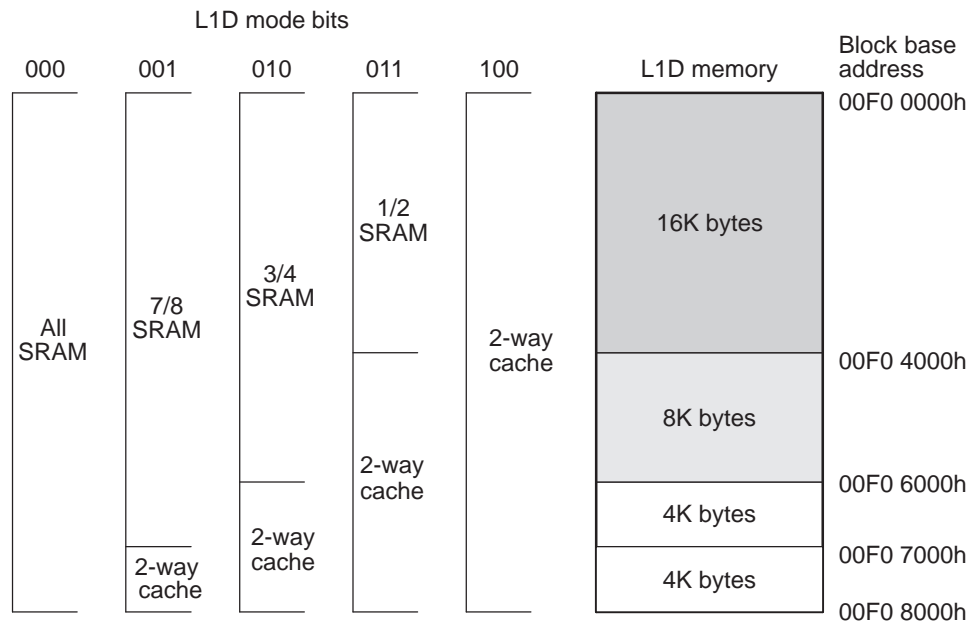 L1D mode bits
000 001 010 011 100 L1D memory
Block base
address
00F0 0000h
1/2
SRAM
16K bytes
3/4
SRAM
7/8
SRAM
All
SRAM
2-way
cache
00F0 4000h
8K bytes
2-way
cache
00F0 6000h
4K bytes
2-way
cache
00F0 7000h
2-way
cache
4K bytes
00F0 8000h